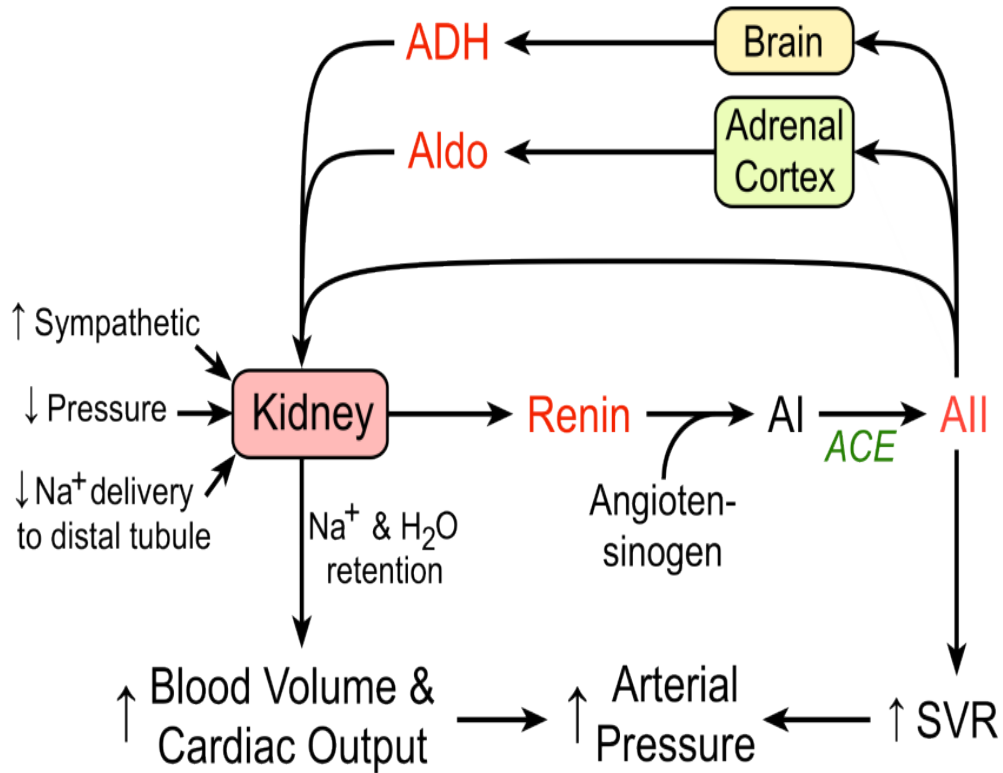 ADH
Brain
Aldo
Adrenal
Cortex
↑ Sympathetic
↓ Pressure
↓ Na⁺ delivery
to distal tubule
Kidney
Renin
AI
ACE
AII
Angioten-
sinogen
Na⁺ & H₂O
retention
↑ Blood Volume &
Cardiac Output
↑ Arterial
Pressure
↑ SVR